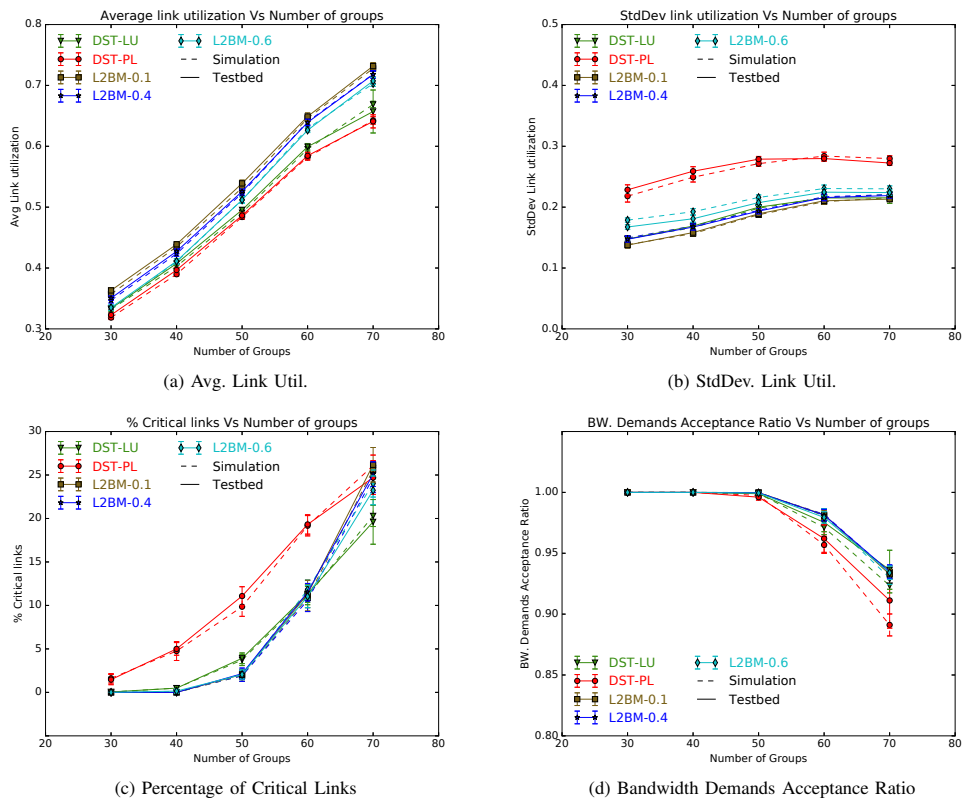 Average link utilization Vs Number of groups
DST-LU
DST-PL
L2BM-0.1
L2BM-0.4
L2BM-0.6
Simulation
Testbed
Avg Link utilization
0.8
0.7
0.6
0.5
0.4
0.3
20 30 40 50 60 70 80
Number of Groups
(a) Avg. Link Util.
StdDev link utilization Vs Number of groups
DST-LU
DST-PL
L2BM-0.1
L2BM-0.4
L2BM-0.6
Simulation
Testbed
StdDev Link utilization
0.5
0.4
0.3
0.2
0.1
0.0
20 30 40 50 60 70 80
Number of Groups
(b) StdDev. Link Util.
% Critical links Vs Number of groups
DST-LU
DST-PL
L2BM-0.1
L2BM-0.4
L2BM-0.6
Simulation
Testbed
% Critical links
30
25
20
15
10
5
0
20 30 40 50 60 70 80
Number of Groups
(c) Percentage of Critical Links
BW. Demands Acceptance Ratio Vs Number of groups
BW. Demands Acceptance Ratio
1.00
0.95
0.90
0.85
0.80
DST-LU
DST-PL
L2BM-0.1
L2BM-0.4
L2BM-0.6
Simulation
Testbed
20 30 40 50 60 70 80
Number of Groups
(d) Bandwidth Demands Acceptance Ratio